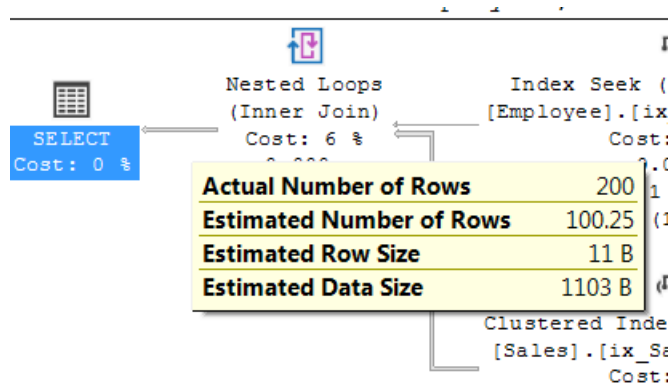 Nested Loops
(Inner Join)
Cost: 6 %
SELECT
Cost: 0 %
Index Seek (
[Employee].[ix
Cost:
Actual Number of Rows 200
Estimated Number of Rows 100.25
Estimated Row Size 11 B
Estimated Data Size 1103 B
1
(1
Clustered Inde
[Sales].[ix_Sa
Cost: